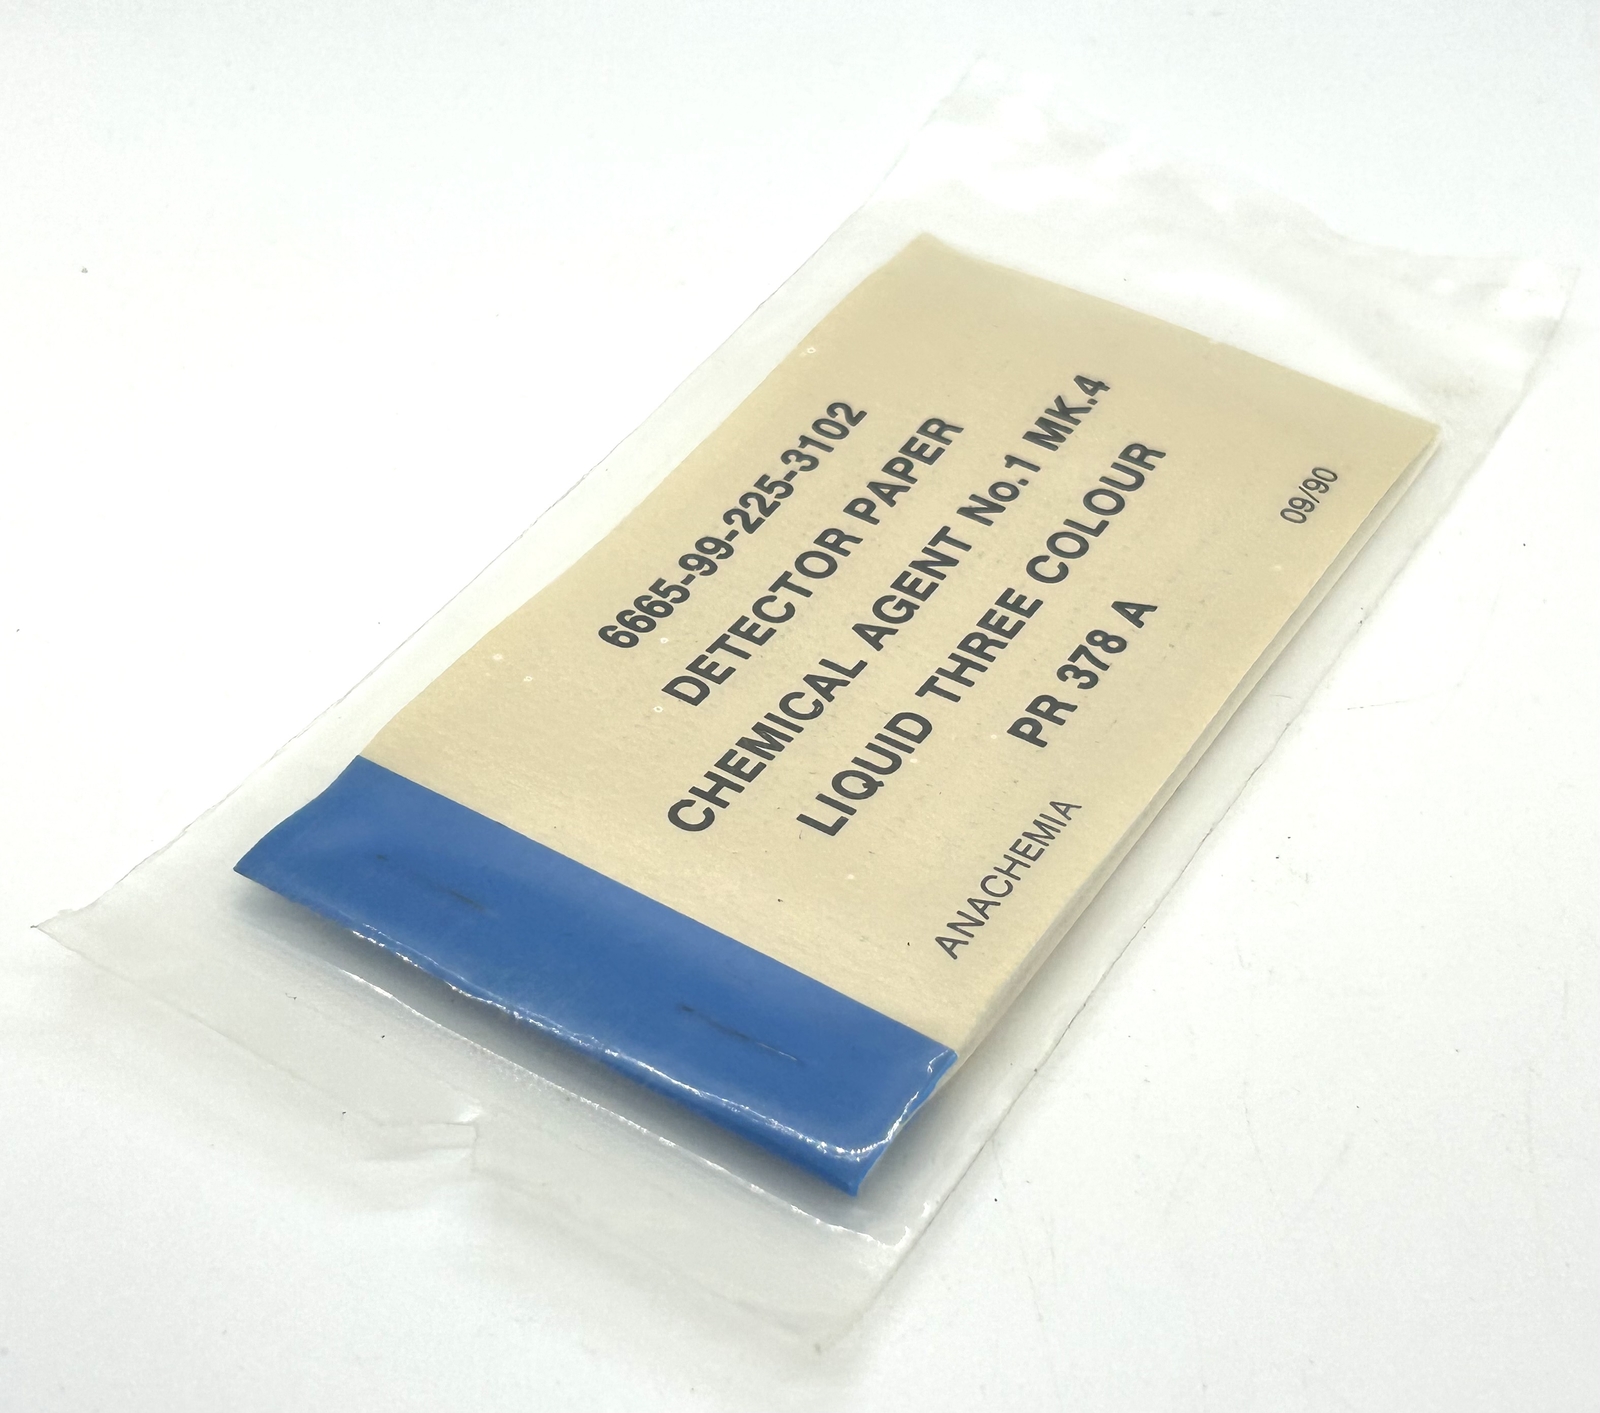 6665-99-225-3102
DETECTOR PAPER
CHEMICAL AGENT No.1 MK.4
LIQUID THREE COLOUR
PR 378 A
ANACHEMIA
09/90